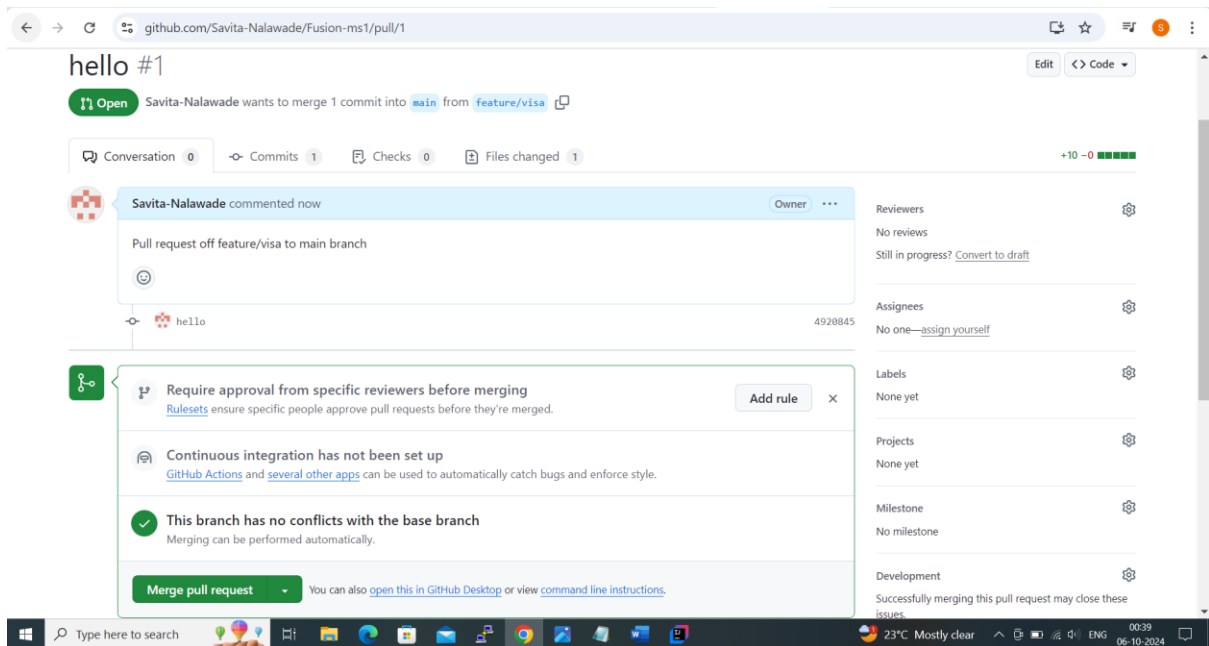 github.com/Savita-Nalawade/Fusion-ms1/pull/1
S
hello #1
Edit
<> Code
Open
Savita-Nalawade wants to merge 1 commit into main from feature/visa
Conversation 0
Commits 1
Checks 0
Files changed 1
+10 −0
Savita-Nalawade commented now
Owner
Pull request off feature/visa to main branch
hello
4920845
Require approval from specific reviewers before merging
Rulesets ensure specific people approve pull requests before they're merged.
Add rule
Continuous integration has not been set up
GitHub Actions and several other apps can be used to automatically catch bugs and enforce style.
This branch has no conflicts with the base branch
Merging can be performed automatically.
Merge pull request
You can also open this in GitHub Desktop or view command line instructions.
Reviewers
No reviews
Still in progress? Convert to draft
Assignees
No one—assign yourself
Labels
None yet
Projects
None yet
Milestone
No milestone
Development
Successfully merging this pull request may close these
issues.
Type here to search
23°C Mostly clear
ENG
00:39
06-10-2024